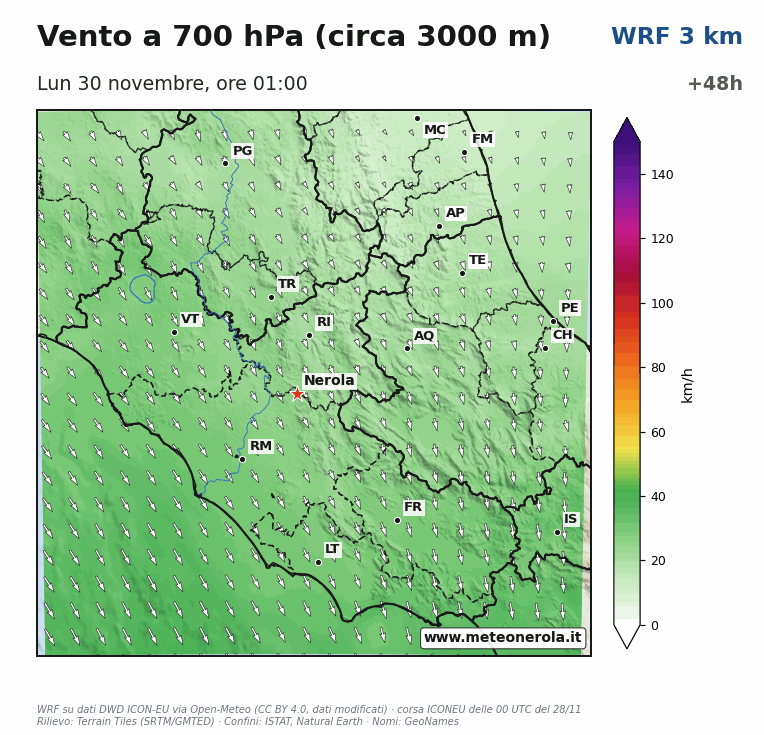 Vento a 700 hPa (circa 3000 m)
WRF 3 km
Lun 30 novembre, ore 01:00
+48h
MC
FM
PG
AP
TE
TR
PE
VT
RI
AQ
CH
Nerola
RM
FR
IS
LT
www.meteonerola.it
140
120
100
80
60
40
20
0
km/h
WRF su dati DWD ICON-EU via Open-Meteo (CC BY 4.0, dati modificati) · corsa ICONEU delle 00 UTC del 28/11
Rilievo: Terrain Tiles (SRTM/GMTED) · Confini: ISTAT, Natural Earth · Nomi: GeoNames